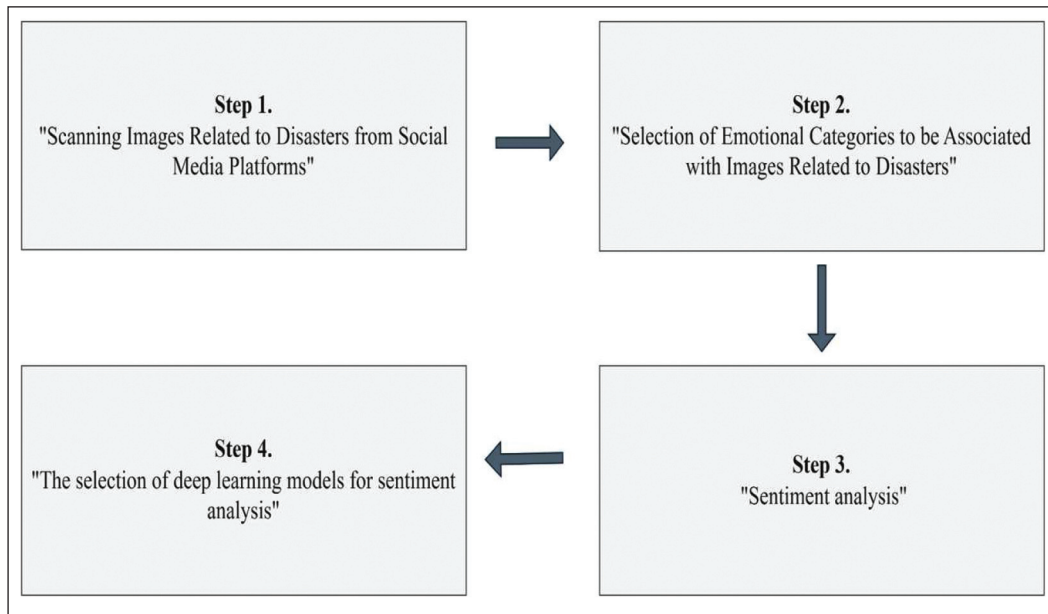 Step 1.
"Scanning Images Related to Disasters from Social
Media Platforms"
Step 2.
"Selection of Emotional Categories to be Associated
with Images Related to Disasters"
Step 3.
"Sentiment analysis"
Step 4.
"The selection of deep learning models for sentiment
analysis"